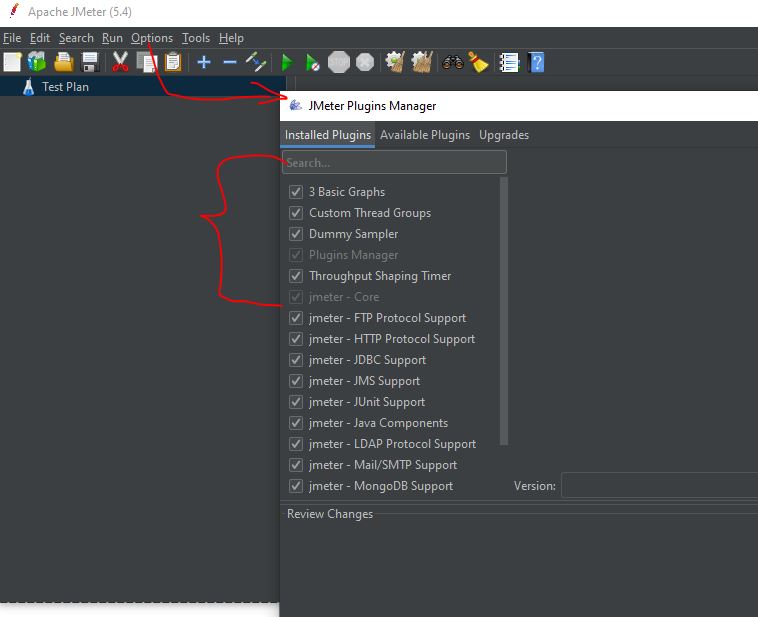 Apache JMeter (5.4)
File Edit Search Run Options Tools Help
STOP
Test Plan
JMeter Plugins Manager
Installed Plugins Available Plugins Upgrades
Search...
3 Basic Graphs
Custom Thread Groups
Dummy Sampler
Plugins Manager
Throughput Shaping Timer
jmeter - Core
jmeter - FTP Protocol Support
jmeter - HTTP Protocol Support
jmeter - JDBC Support
jmeter - JMS Support
jmeter - JUnit Support
jmeter - Java Components
jmeter - LDAP Protocol Support
jmeter - Mail/SMTP Support
jmeter - MongoDB Support
Version:
Review Changes